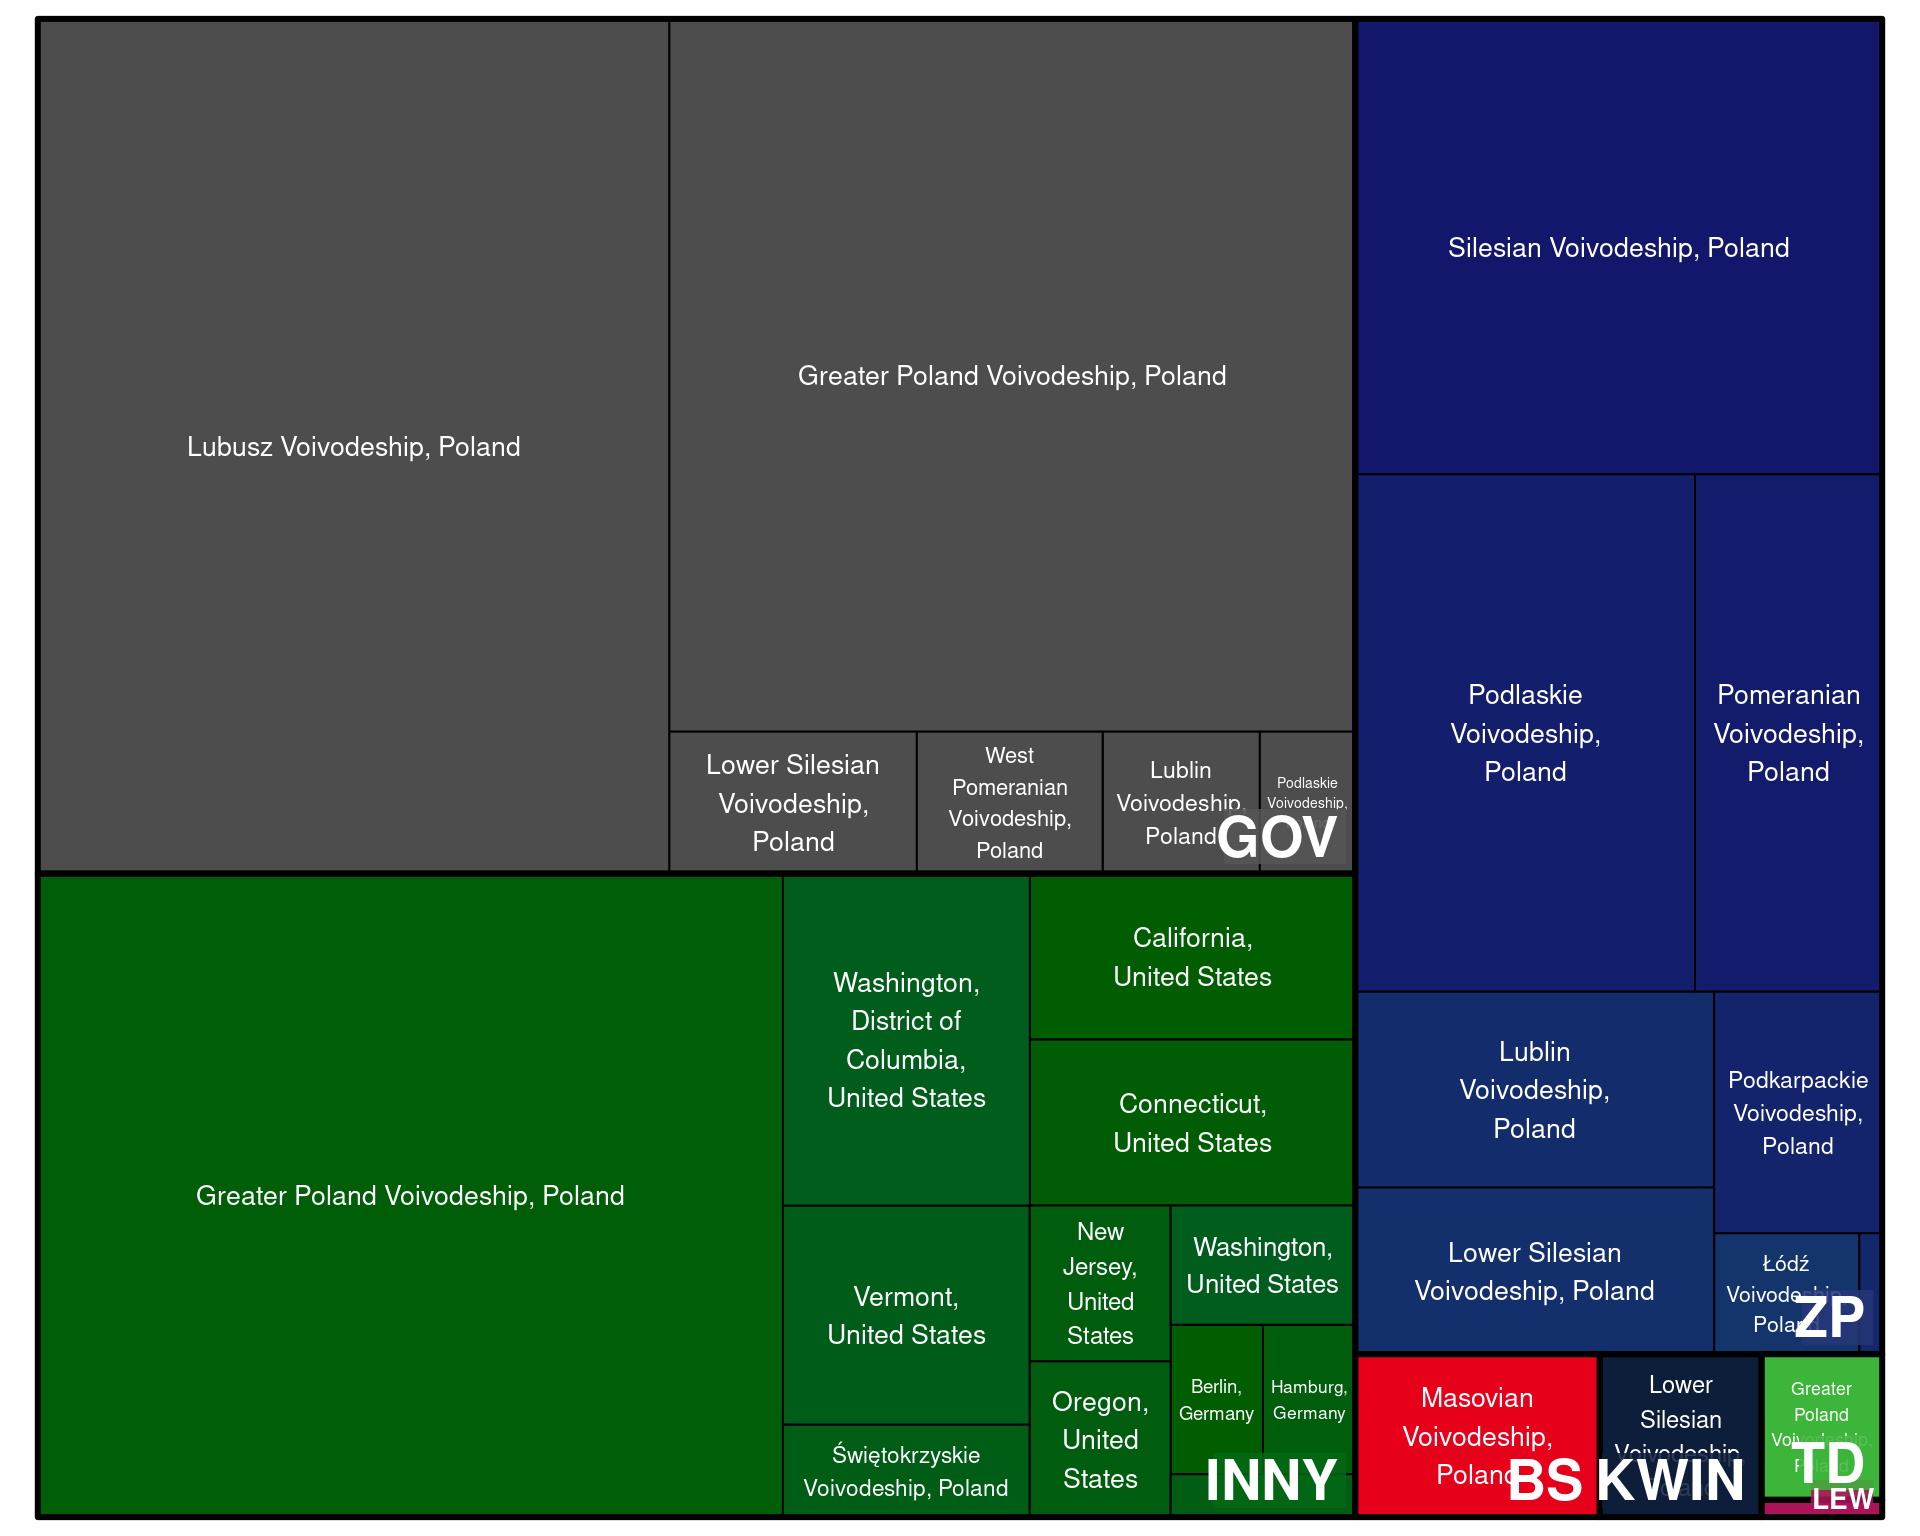 Lubusz Voivodeship, Poland
Greater Poland Voivodeship, Poland
Lower Silesian
Voivodeship,
Poland
West
Pomeranian
Voivodeship,
Poland
Lublin
Voivodeship,
Poland
Podlaskie
Voivodeship,
GOV
Silesian Voivodeship, Poland
Podlaskie
Voivodeship,
Poland
Pomeranian
Voivodeship,
Poland
Lublin
Voivodeship,
Poland
Podkarpackie
Voivodeship,
Poland
Lower Silesian
Voivodeship, Poland
Łódź
Voivodeship,
Poland
ZP
Greater Poland Voivodeship, Poland
Washington,
District of
Columbia,
United States
California,
United States
Connecticut,
United States
Vermont,
United States
New
Jersey,
United
States
Washington,
United States
Świętokrzyskie
Voivodeship, Poland
Oregon,
United
States
Berlin,
Germany
Hamburg,
Germany
INNY
Masovian
Voivodeship,
Poland
BS
Lower
Silesian
Voivodeship,
KWIN
Greater
Poland
Voivodeship,
TD
LEW